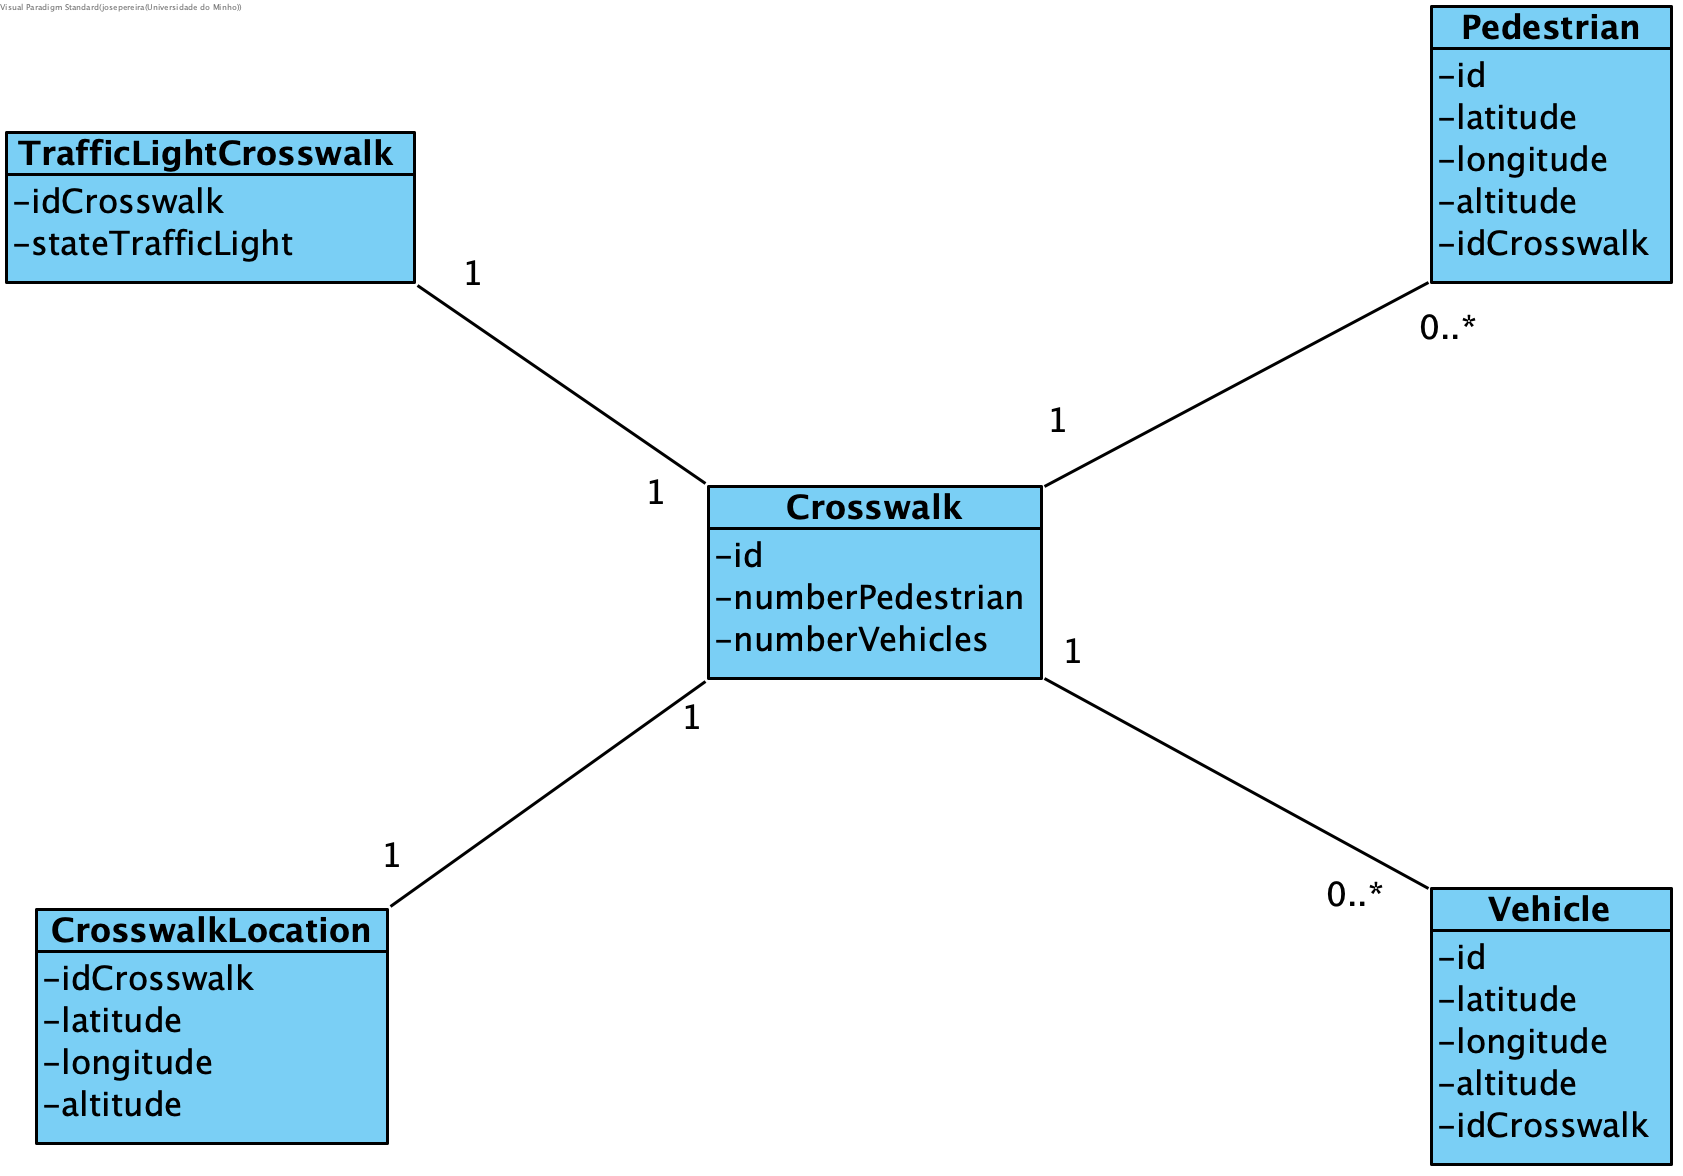 Visual Paradigm Standard(josepereira(Universidade do Minho))
Pedestrian
-id
-latitude
-longitude
-altitude
-idCrosswalk
TrafficLightCrosswalk
-idCrosswalk
-stateTrafficLight
1
0..*
1
1
Crosswalk
-id
-numberPedestrian
-numberVehicles
1
1
1
0..*
CrosswalkLocation
-idCrosswalk
-latitude
-longitude
-altitude
Vehicle
-id
-latitude
-longitude
-altitude
-idCrosswalk